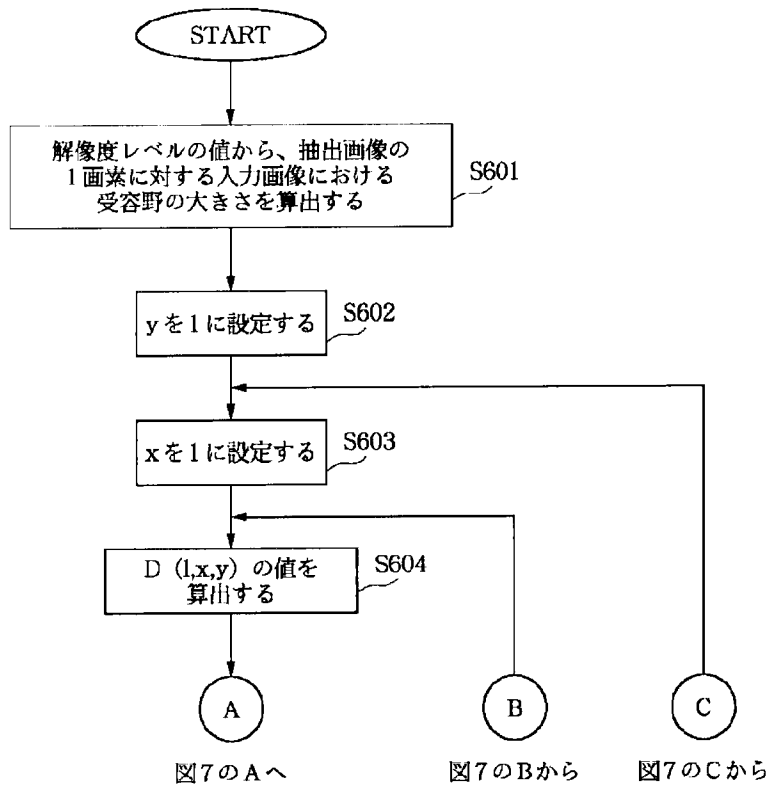 START
解像度レベルの値から、抽出画像の
1画素に対する入力画像における
受容野の大きさを算出する
S601
yを1に設定する
S602
xを1に設定する
S603
D (l,x,y) の値を
算出する
S604
A
B
C
図7のAへ
図7のBから
図7のCから